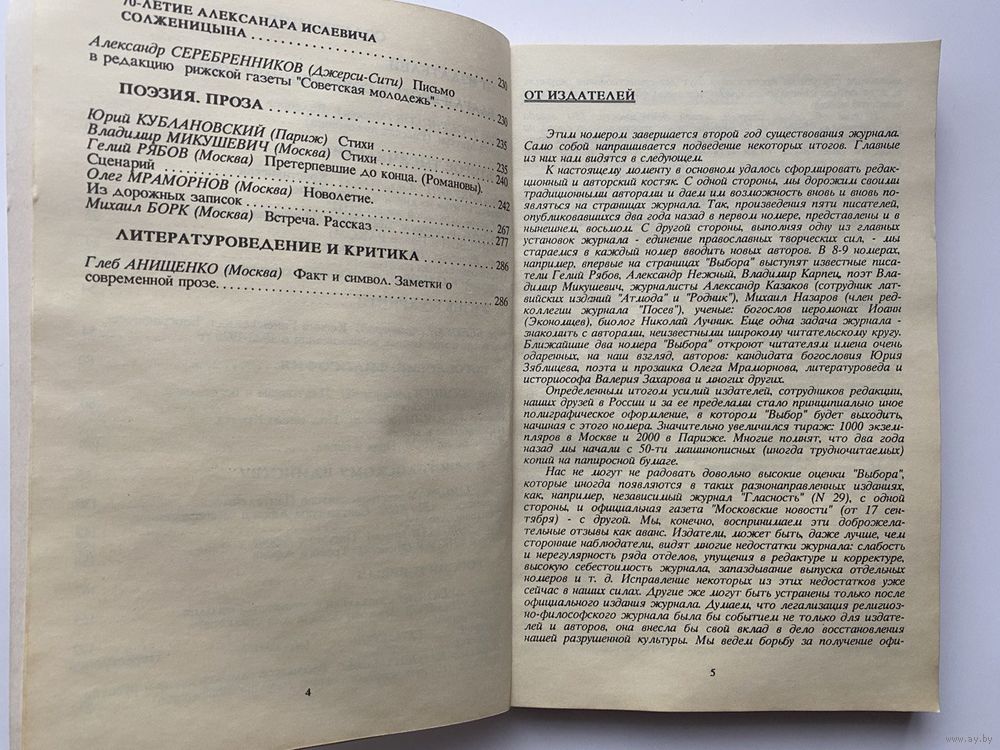 70-ЛЕТИЕ АЛЕКСАНДРА ИСАЕВИЧА
СОЛЖЕНИЦЫНА ........ 230
Александр СЕРЕБРЕННИКОВ (Джерси-Сити) Письмо
в редакцию рижской газеты "Советская молодежь" ........ 230
ПОЭЗИЯ. ПРОЗА ........ 235
Юрий КУБЛАНОВСКИЙ (Париж) Стихи ........ 235
Владимир МИКУШЕВИЧ (Москва) Стихи ........ 240
Гелий РЯБОВ (Москва) Претерпевшие до конца. (Романовы).
Сценарий ........ 242
Олег МРАМОРНОВ (Москва) Новолетие.
Из дорожных записок ........ 267
Михаил БОРК (Москва) Встреча. Рассказ ........ 277
ЛИТЕРАТУРОВЕДЕНИЕ И КРИТИКА ........ 286
Глеб АНИЩЕНКО (Москва) Факт и символ. Заметки о
современной прозе ........ 286
4
ОТ ИЗДАТЕЛЕЙ
Этим номером завершается второй год существования журнала.
Само собой напрашивается подведение некоторых итогов. Главные
из них нам видятся в следующем.
К настоящему моменту в основном удалось сформировать редак-
ционный и авторский костяк. С одной стороны, мы дорожим своими
традиционными авторами и даем им возможность вновь и вновь по-
являться на страницах журнала. Так, произведения пяти писателей,
опубликовавшихся два года назад в первом номере, представлены и в
нынешнем, восьмом. С другой стороны, выполняя одну из главных
установок журнала - единение православных творческих сил, - мы
стараемся в каждый номер вводить новых авторов. В 8-9 номерах,
например, впервые на страницах "Выбора" выступят известные писа-
тели Гелий Рябов, Александр Нежный, Владимир Карпец, поэт Вла-
димир Микушевич, журналисты Александр Казаков (сотрудник лат-
вийских изданий "Атмода" и "Родник"), Михаил Назаров (член ред-
коллегии журнала "Посев"), ученые: богослов иеромонах Иоанн
(Экономцев), биолог Николай Лучник. Еще одна задача журнала -
знакомить с авторами, неизвестными широкому читательскому кругу.
Ближайшие два номера "Выбора" откроют читателям имена очень
одаренных, на наш взгляд, авторов: кандидата богословия Юрия
Зяблицева, поэта и прозаика Олега Мраморнова, литературоведа и
историософа Валерия Захарова и многих других.
Определенным итогом усилий издателей, сотрудников редакции,
наших друзей в России и за ее пределами стало принципиально иное
полиграфическое оформление, в котором "Выбор" будет выходить,
начиная с этого номера. Значительно увеличился тираж: 1000 экзем-
пляров в Москве и 2000 в Париже. Многие помнят, что два года
назад мы начали с 50-ти машинописных (иногда трудночитаемых)
копий на папиросной бумаге.
Нас не могут не радовать довольно высокие оценки "Выбора",
которые иногда появляются в таких разнонаправленных изданиях,
как, например, независимый журнал "Гласность" (N 29), с одной
стороны, и официальная газета "Московские новости" (от 17 сен-
тября) - с другой. Мы, конечно, воспринимаем эти доброжела-
тельные отзывы как аванс. Издатели, может быть, даже лучше, чем
сторонние наблюдатели, видят многие недостатки журнала: слабость
и нерегулярность ряда отделов, упущения в редактуре и корректуре,
высокую себестоимость журнала, запаздывание выпуска отдельных
номеров и т. д. Исправление некоторых из этих недостатков уже
сейчас в наших силах. Другие же могут быть устранены только после
официального издания журнала. Думаем, что легализация религиоз-
но-философского журнала была бы событием не только для издате-
лей и авторов, она внесла бы свой вклад в дело восстановления
нашей разрушенной культуры. Мы ведем борьбу за получение офи-
5
www.ay.by